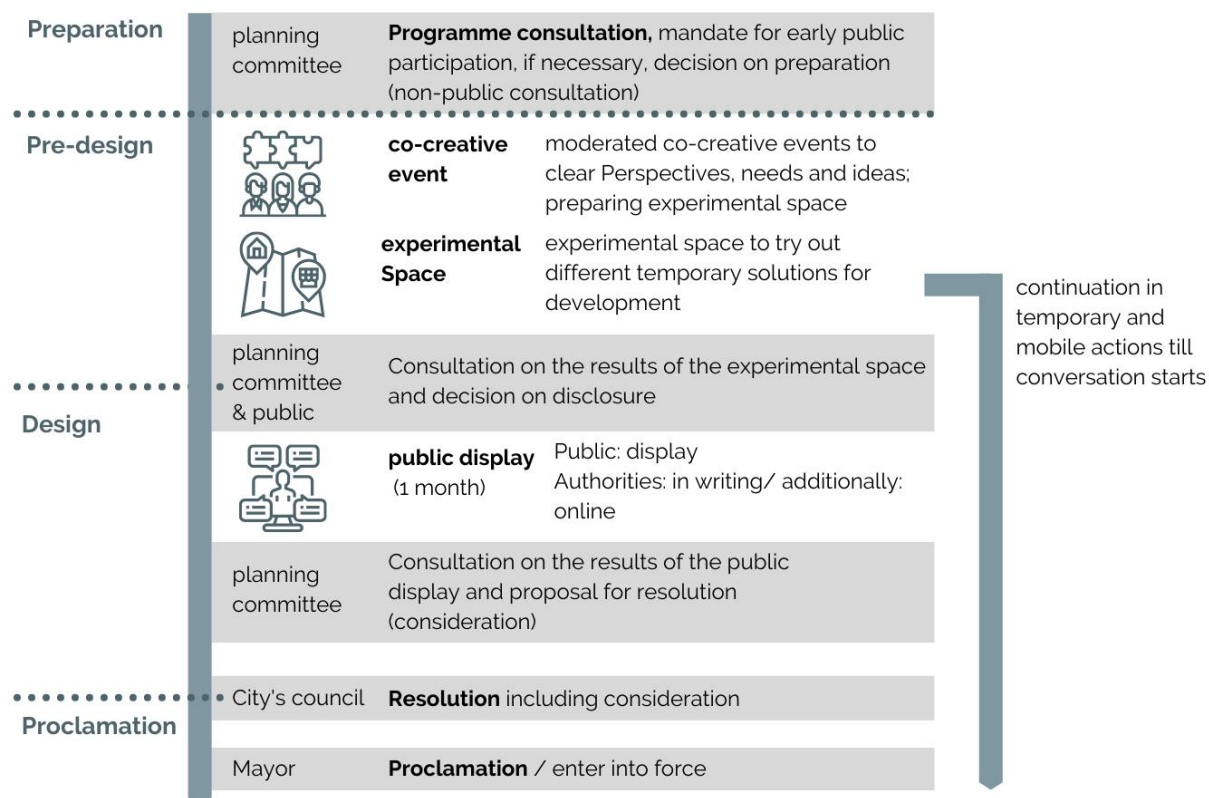 Preparation
planning
committee
Programme consultation, mandate for early public
participation, if necessary, decision on preparation
(non-public consultation)
Pre-design
co-creative
event
moderated co-creative events to
clear Perspectives, needs and ideas;
preparing experimental space
experimental
Space
experimental space to try out
different temporary solutions for
development
continuation in
temporary and
mobile actions till
conversation starts
planning
committee
& public
Consultation on the results of the experimental space
and decision on disclosure
Design
public display
(1 month)
Public: display
Authorities: in writing/ additionally:
online
planning
committee
Consultation on the results of the public
display and proposal for resolution
(consideration)
City's council
Resolution including consideration
Proclamation
Mayor
Proclamation / enter into force